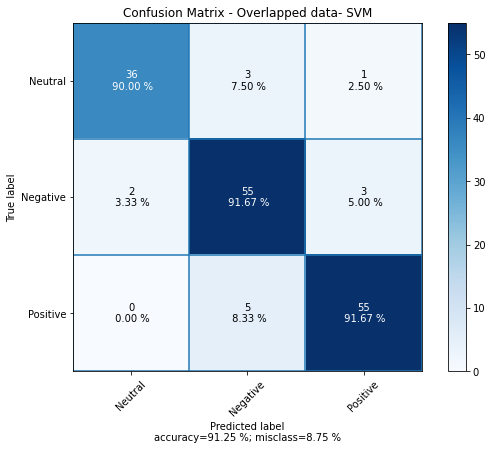 Confusion Matrix - Overlapped data- SVM
True label
Neutral
36
90.00 %
3
7.50 %
1
2.50 %
Negative
2
3.33 %
55
91.67 %
3
5.00 %
Positive
0
0.00 %
5
8.33 %
55
91.67 %
Neutral
Negative
Positive
Predicted label
accuracy=91.25 %; misclass=8.75 %
50
40
30
20
10
0